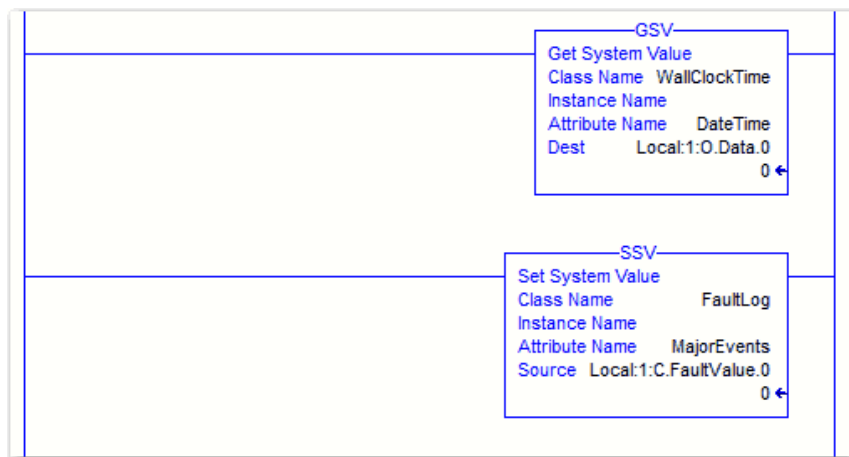 GSV
Get System Value
Class Name WallClockTime
Instance Name
Attribute Name DateTime
Dest Local:1:O.Data.0
0
SSV
Set System Value
Class Name FaultLog
Instance Name
Attribute Name MajorEvents
Source Local:1:C.FaultValue.0
0